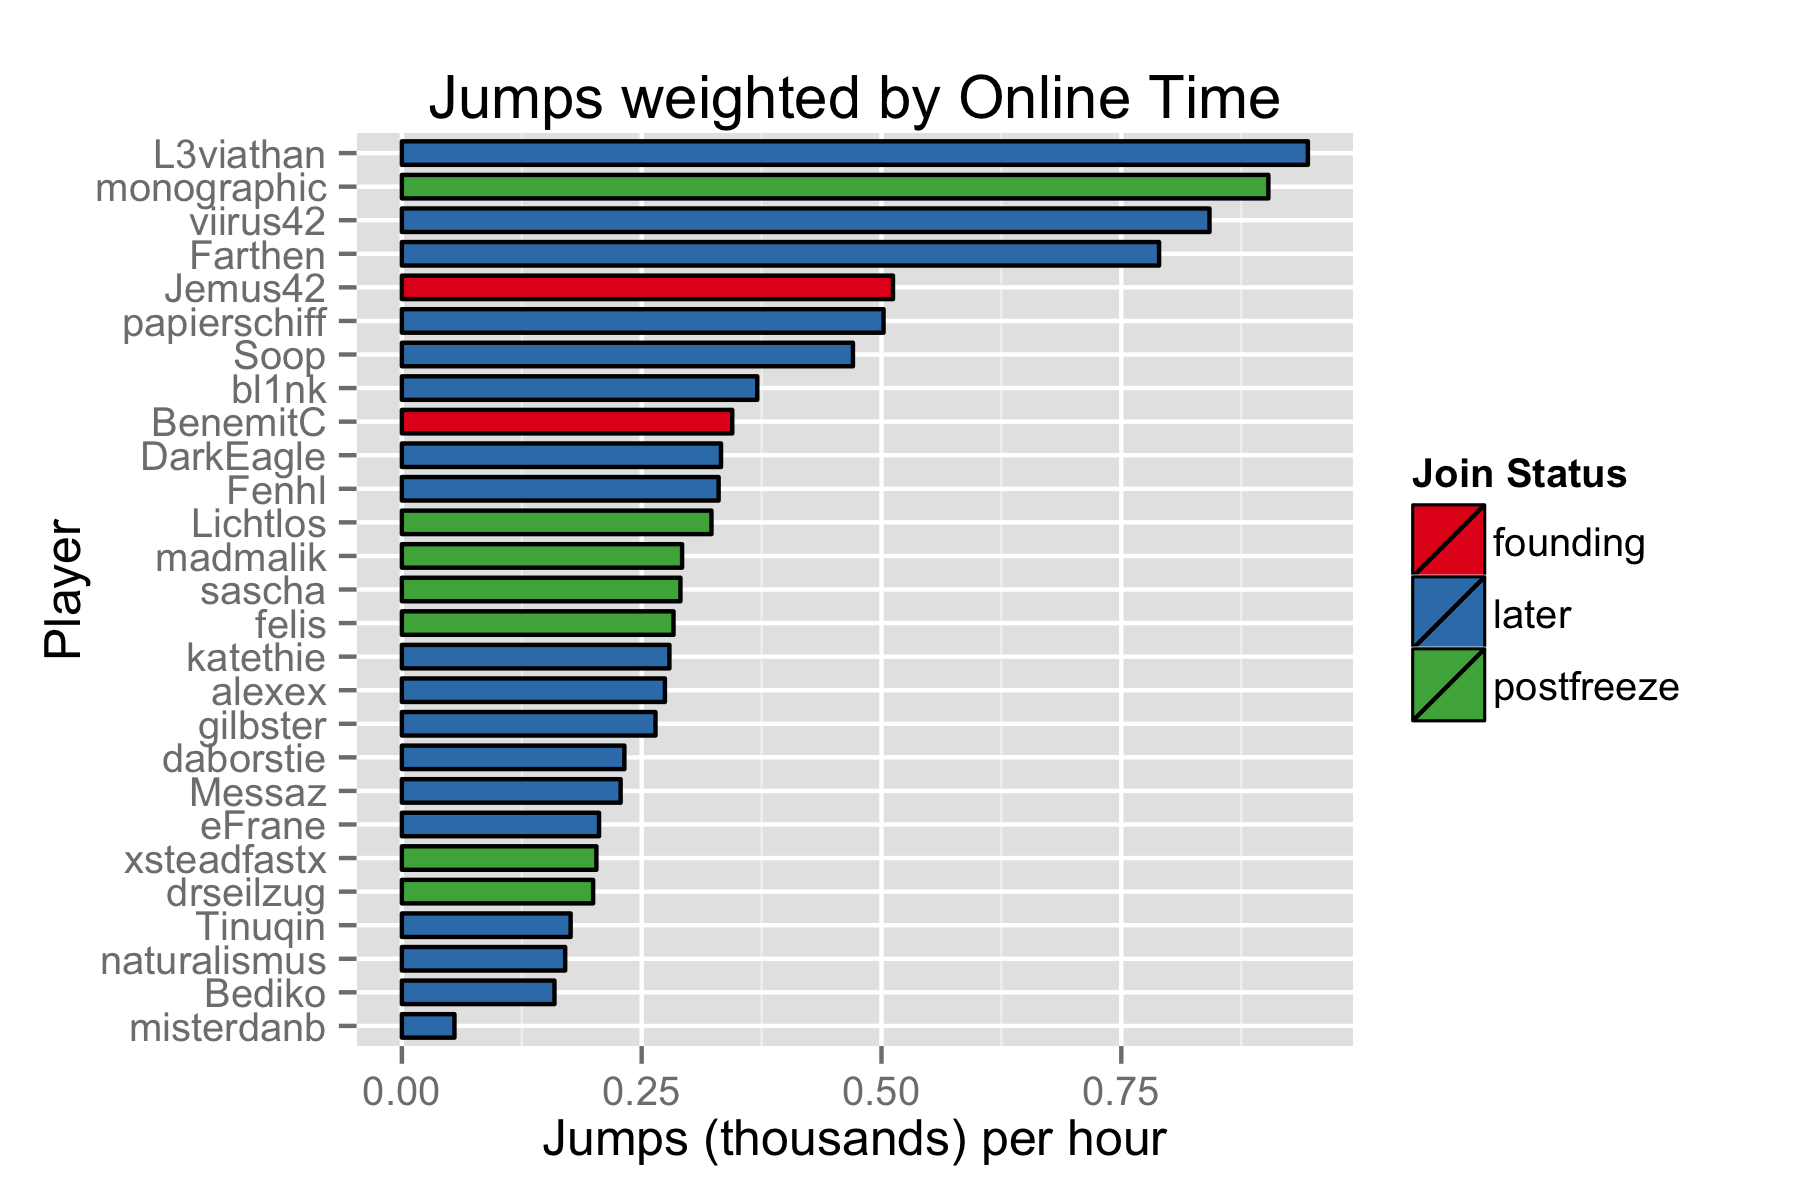 Jumps weighted by Online Time
L3viathan
monographic
viirus42
Farthen
Jemus42
papierschiff
Soop
bl1nk
BenemitC
DarkEagle
Fenhl
Lichtlos
madmalik
sascha
felis
katethie
alexex
gilbster
daborstie
Messaz
eFrane
xsteadfastx
drseilzug
Tinuqin
naturalismus
Bediko
misterdanb
Player
0.00 0.25 0.50 0.75
Jumps (thousands) per hour
Join Status
founding
later
postfreeze